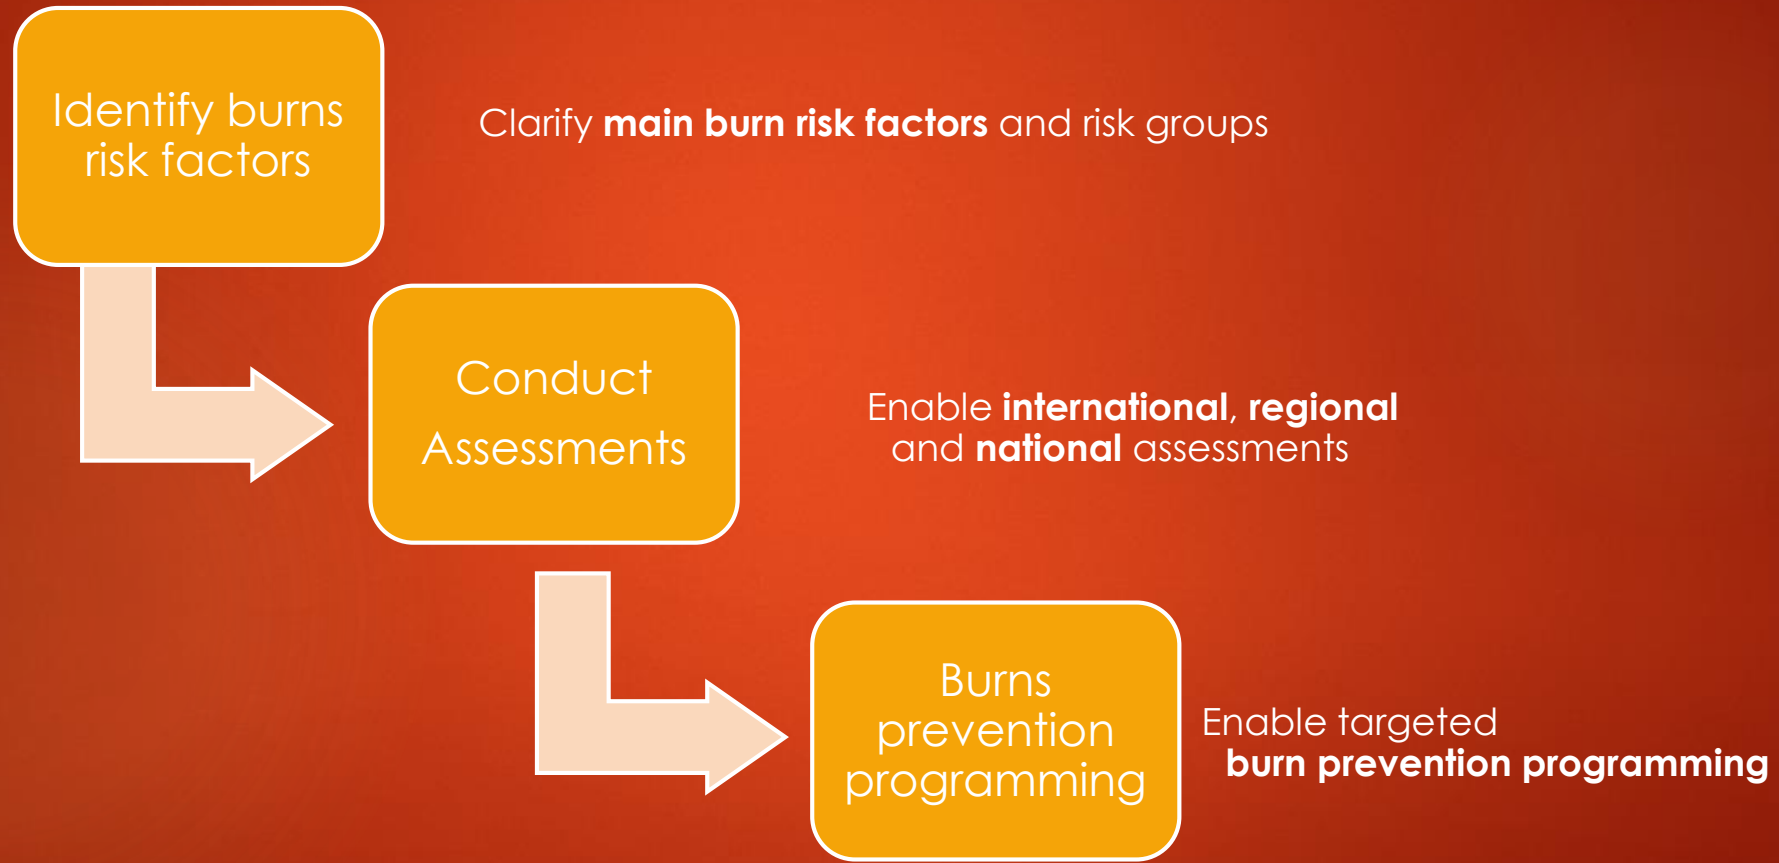 Identify burns
risk factors
Clarify main burn risk factors and risk groups
Conduct
Assessments
Enable international, regional
and national assessments
Burns
prevention
programming
Enable targeted
burn prevention programming